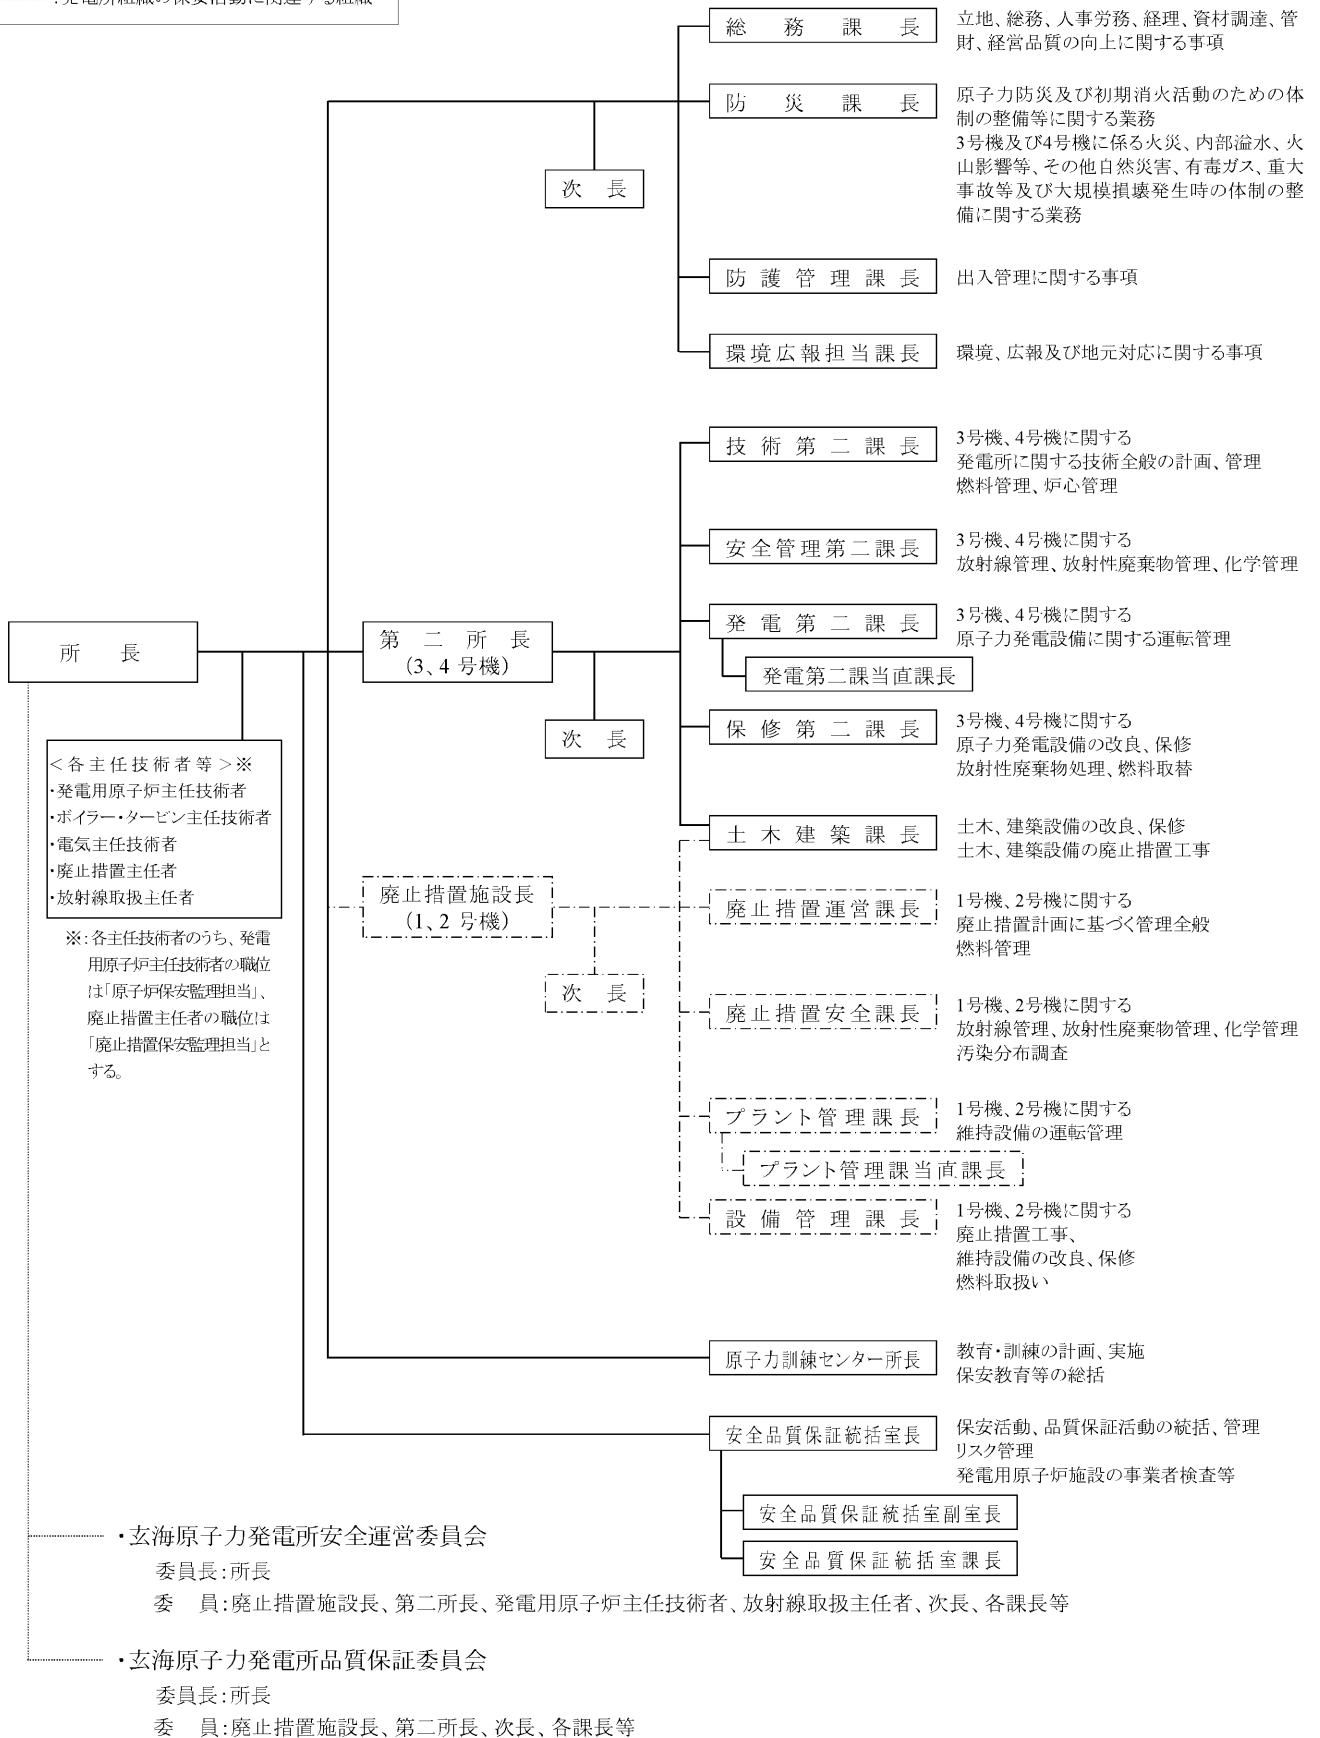 :発電所組織の保安活動に関連する組織
総務課長
立地、総務、人事労務、経理、資材調達、管
財、経営品質の向上に関する事項
防災課長
原子力防災及び初期消火活動のための体
制の整備等に関する業務
3号機及び4号機に係る火災、内部溢水、火
山影響等、その他自然災害、有毒ガス、重大
事故等及び大規模損壊発生時の体制の整
備に関する業務
次長
防護管理課長
出入管理に関する事項
環境広報担当課長
環境、広報及び地元対応に関する事項
技術第二課長
3号機、4号機に関する
発電所に関する技術全般の計画、管理
燃料管理、炉心管理
安全管理第二課長
3号機、4号機に関する
放射線管理、放射性廃棄物管理、化学管理
所長
第二所長
(3、4 号機)
発電第二課長
3号機、4号機に関する
原子力発電設備に関する運転管理
発電第二課当直課長
次長
保修第二課長
3号機、4号機に関する
原子力発電設備の改良、保修
放射性廃棄物処理、燃料取替
<各主任技術者等>※
・発電用原子炉主任技術者
・ボイラー・タービン主任技術者
・電気主任技術者
・廃止措置主任者
・放射線取扱主任者
※:各主任技術者のうち、発電
用原子炉主任技術者の職位
は「原子炉保安監理担当」、
廃止措置主任者の職位は
「廃止措置保安監理担当」と
する。
土木建築課長
土木、建築設備の改良、保修
土木、建築設備の廃止措置工事
廃止措置施設長
(1、2 号機)
廃止措置運営課長
1号機、2号機に関する
廃止措置計画に基づく管理全般
燃料管理
次長
廃止措置安全課長
1号機、2号機に関する
放射線管理、放射性廃棄物管理、化学管理
汚染分布調査
プラント管理課長
1号機、2号機に関する
維持設備の運転管理
プラント管理課当直課長
設備管理課長
1号機、2号機に関する
廃止措置工事、
維持設備の改良、保修
燃料取扱い
原子力訓練センター所長
教育・訓練の計画、実施
保安教育等の総括
安全品質保証統括室長
保安活動、品質保証活動の統括、管理
リスク管理
発電用原子炉施設の事業者検査等
安全品質保証統括室副室長
安全品質保証統括室課長
・玄海原子力発電所安全運営委員会
委員長:所長
委 員:廃止措置施設長、第二所長、発電用原子炉主任技術者、放射線取扱主任者、次長、各課長等
・玄海原子力発電所品質保証委員会
委員長:所長
委 員:廃止措置施設長、第二所長、次長、各課長等